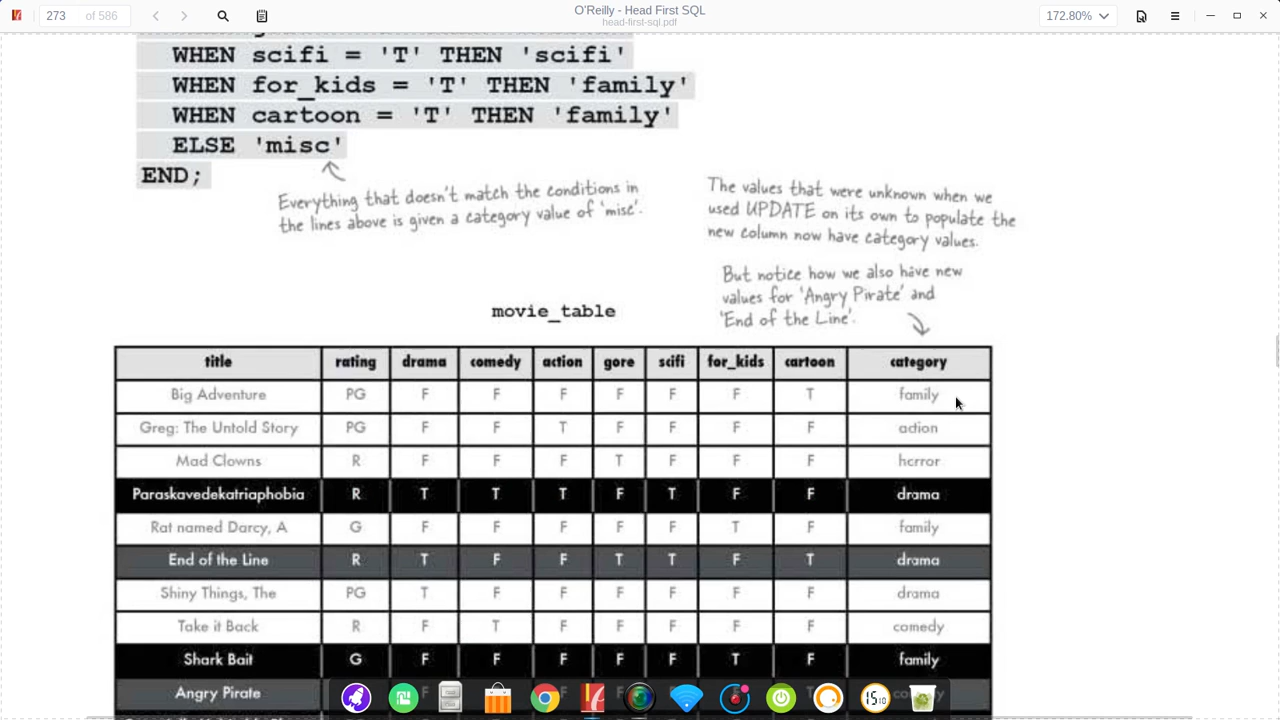 273 of 586
O'Reilly - Head First SQL
head-first-sql.pdf
172.80%
WHEN scifi = 'T' THEN 'scifi'
WHEN for_kids = 'T' THEN 'family'
WHEN cartoon = 'T' THEN 'family'
ELSE 'misc'
END;
Everything that doesn't match the conditions in
the lines above is given a category value of 'misc'.
The values that were unknown when we
used UPDATE on its own to populate the
new column now have category values.
But notice how we also have new
values for 'Angry Pirate' and
'End of the Line'.
movie_table
title rating drama comedy action gore scifi for_kids cartoon category
Big Adventure PG F F F F F F T family
Greg: The Untold Story PG F F T F F F F action
Mad Clowns R F F F T F F F horror
Paraskavedekatriaphobia R T T T F T F F drama
Rat named Darcy, A G F F F F F T F family
End of the Line R T F F T T F T drama
Shiny Things, The PG T F F F F F F drama
Take it Back R F T F F F F F comedy
Shark Bait G F F F F F T F family
Angry Pirate
15 10